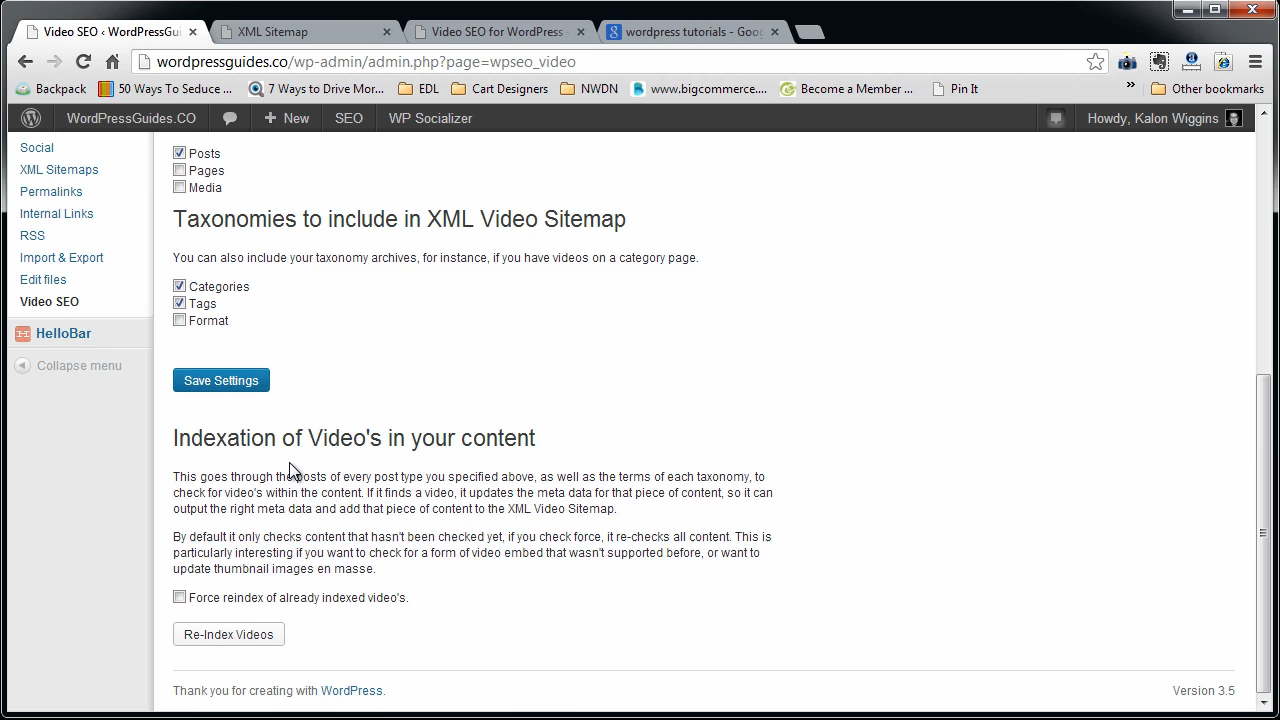 Video SEO ‹ WordPressGui
XML Sitemap
Video SEO for WordPress
wordpress tutorials - Goog
wordpressguides.co/wp-admin/admin.php?page=wpseo_video
Backpack
50 Ways To Seduce ...
7 Ways to Drive Mor...
EDL
Cart Designers
NWDN
www.bigcommerce....
Become a Member ...
Pin It
Other bookmarks
WordPressGuides.CO
New
SEO
WP Socializer
Howdy, Kalon Wiggins
Social
XML Sitemaps
Permalinks
Internal Links
RSS
Import & Export
Edit files
Video SEO
HelloBar
Collapse menu
Posts
Pages
Media
Taxonomies to include in XML Video Sitemap
You can also include your taxonomy archives, for instance, if you have videos on a category page.
Categories
Tags
Format
Save Settings
Indexation of Video's in your content
This goes through the posts of every post type you specified above, as well as the terms of each taxonomy, to
check for video's within the content. If it finds a video, it updates the meta data for that piece of content, so it can
output the right meta data and add that piece of content to the XML Video Sitemap.
By default it only checks content that hasn't been checked yet, if you check force, it re-checks all content. This is
particularly interesting if you want to check for a form of video embed that wasn't supported before, or want to
update thumbnail images en masse.
Force reindex of already indexed video's.
Re-Index Videos
Thank you for creating with WordPress.
Version 3.5